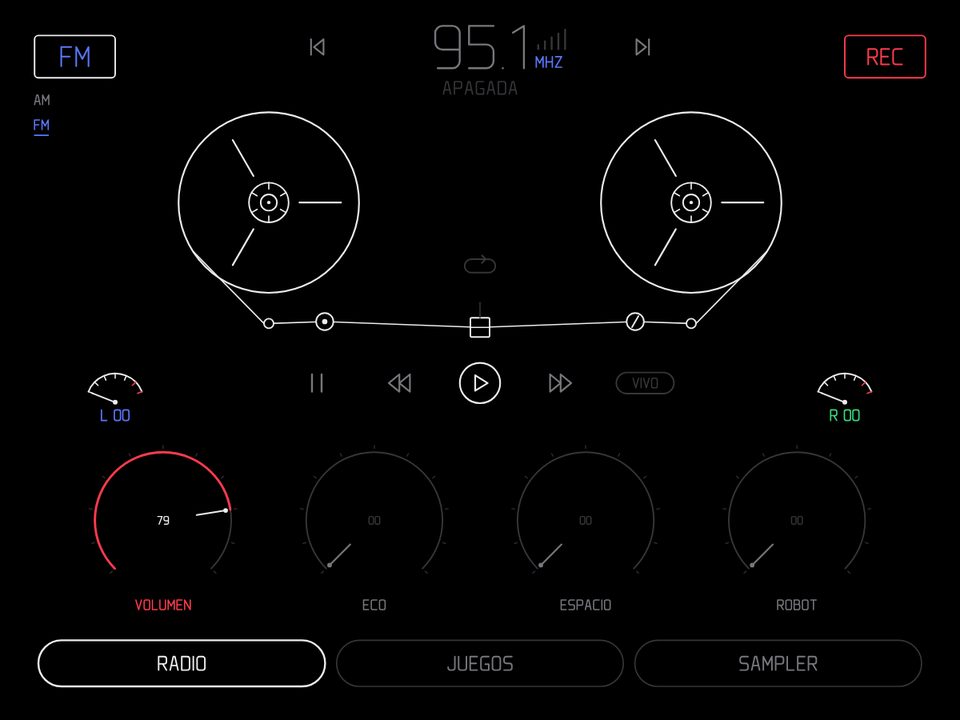 FM
95.1 MHZ
REC
APAGADA
AM
FM
VIVO
L 00
R 00
79
00
00
00
VOLUMEN
ECO
ESPACIO
ROBOT
RADIO
JUEGOS
SAMPLER